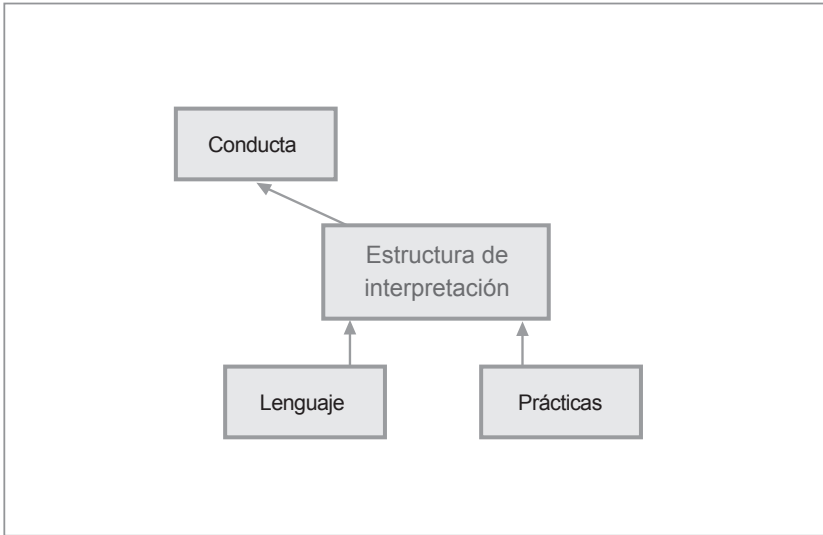 Conducta
Estructura de
interpretación
Lenguaje
Prácticas